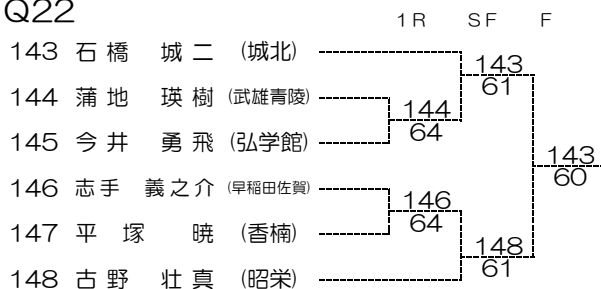 Q22
1R SF F
143 石橋 城二 (城北)
143
61
144 蒲地 瑛樹 (武雄青陵)
144
64
145 今井 勇飛 (弘学館)
143
60
146 志手 義之介 (早稲田佐賀)
146
64
147 平塚 暁 (香楠)
148
61
148 古野 壮真 (昭栄)